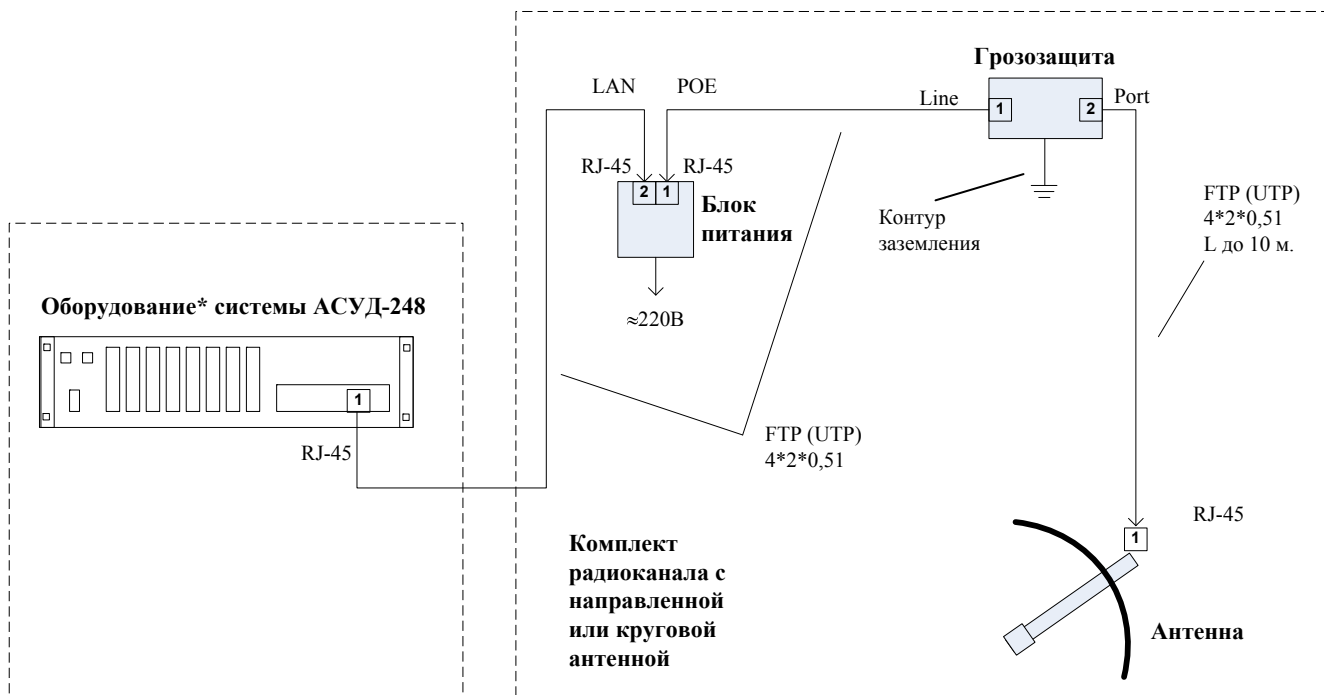 Грозозащита
LAN
POE
Line
1
2
Port
RJ-45
RJ-45
2
1
Блок
питания
Контур
заземления
FTP (UTP)
4*2*0,51
L до 10 м.
≈220В
Оборудование* системы АСУД-248
1
RJ-45
FTP (UTP)
4*2*0,51
RJ-45
1
Комплект
радиоканала с
направленной
или круговой
антенной
Антенна